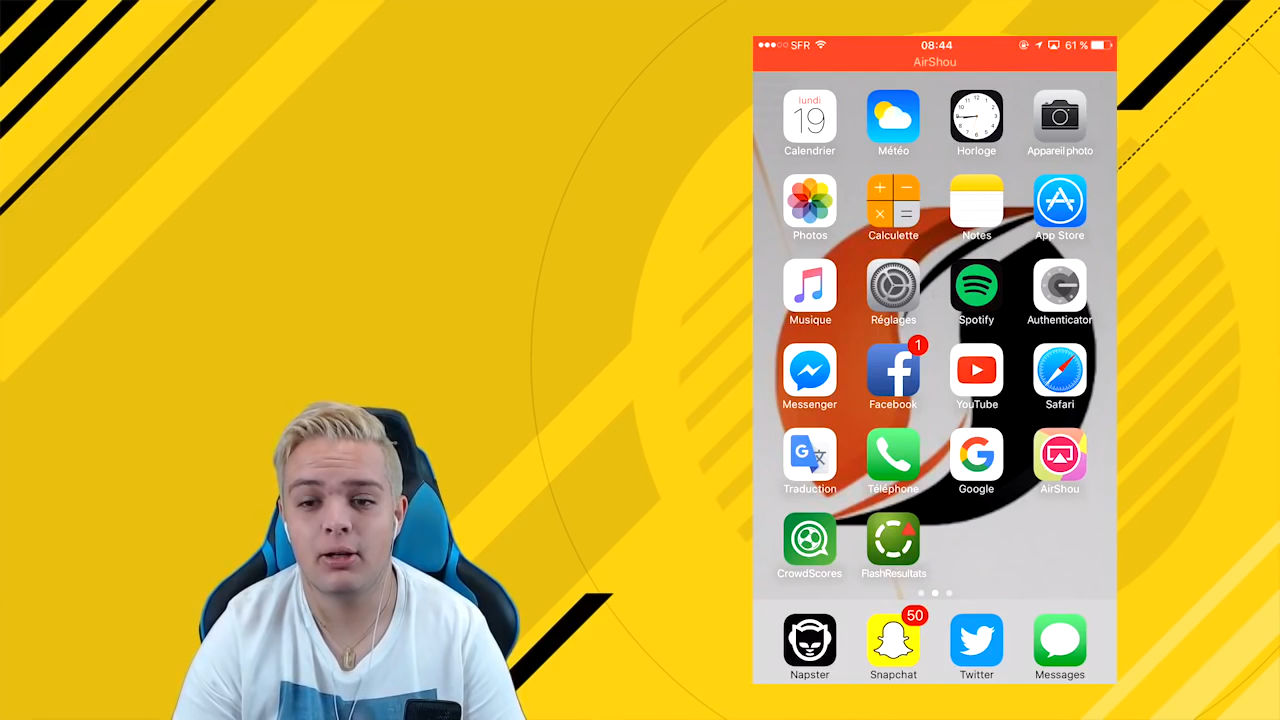 SFR 08:44 61 %
AirShou
lundi
19
Calendrier Météo Horloge Appareil photo
Photos Calculette Notes App Store
Musique Réglages Spotify Authenticator
1
Messenger Facebook YouTube Safari
Traduction Téléphone Google AirShou
CrowdScores FlashResultats
50
Napster Snapchat Twitter Messages